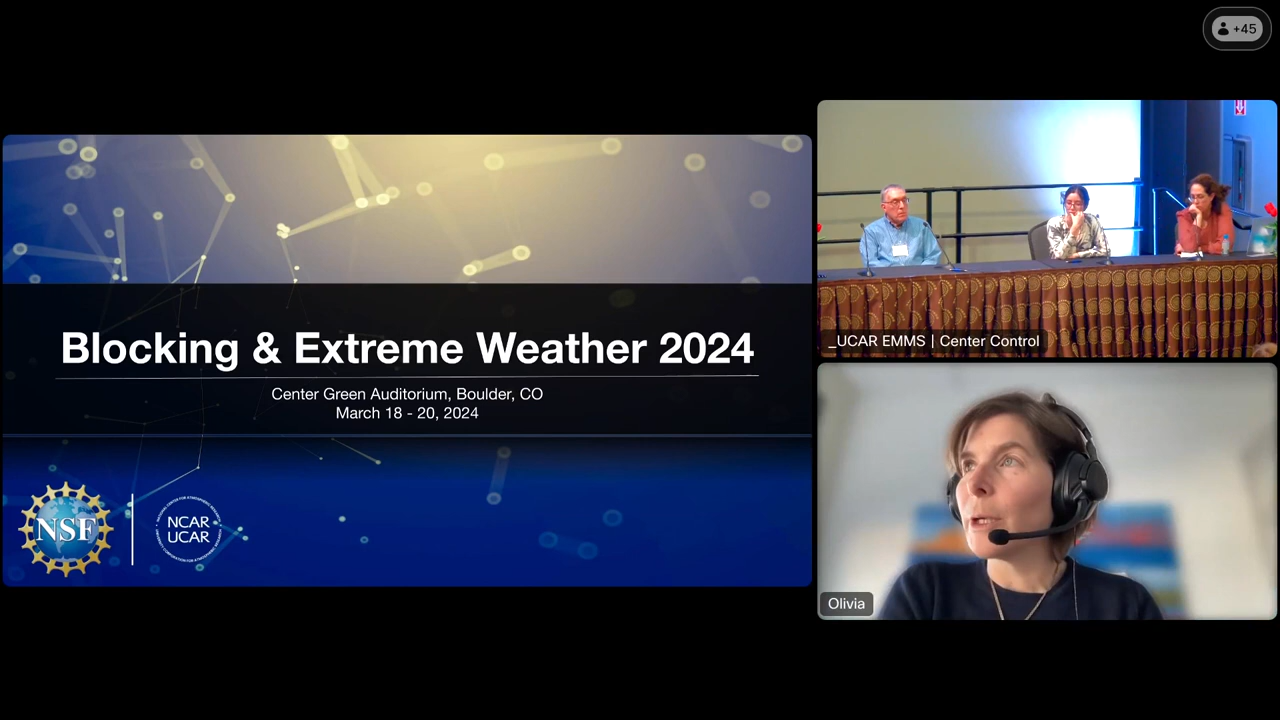 +45
Blocking & Extreme Weather 2024
Center Green Auditorium, Boulder, CO
March 18 - 20, 2024
NSF
NCAR
UCAR
_UCAR EMMS | Center Control
Olivia